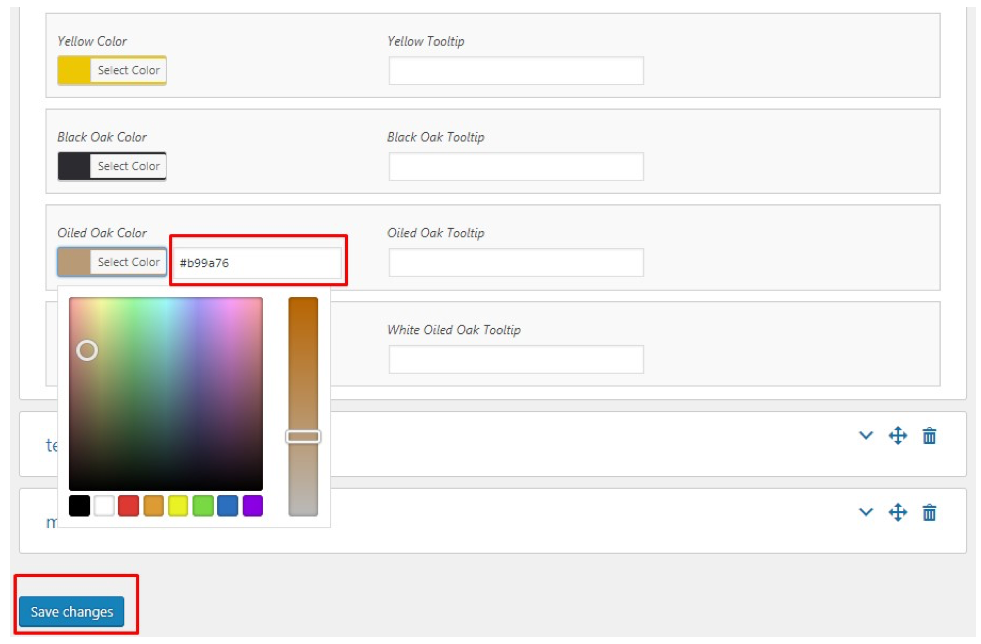 Yellow Color
Yellow Tooltip
Select Color
Black Oak Color
Black Oak Tooltip
Select Color
Oiled Oak Color
Oiled Oak Tooltip
Select Color
#b99a76
White Oiled Oak Tooltip
te
m
Save changes